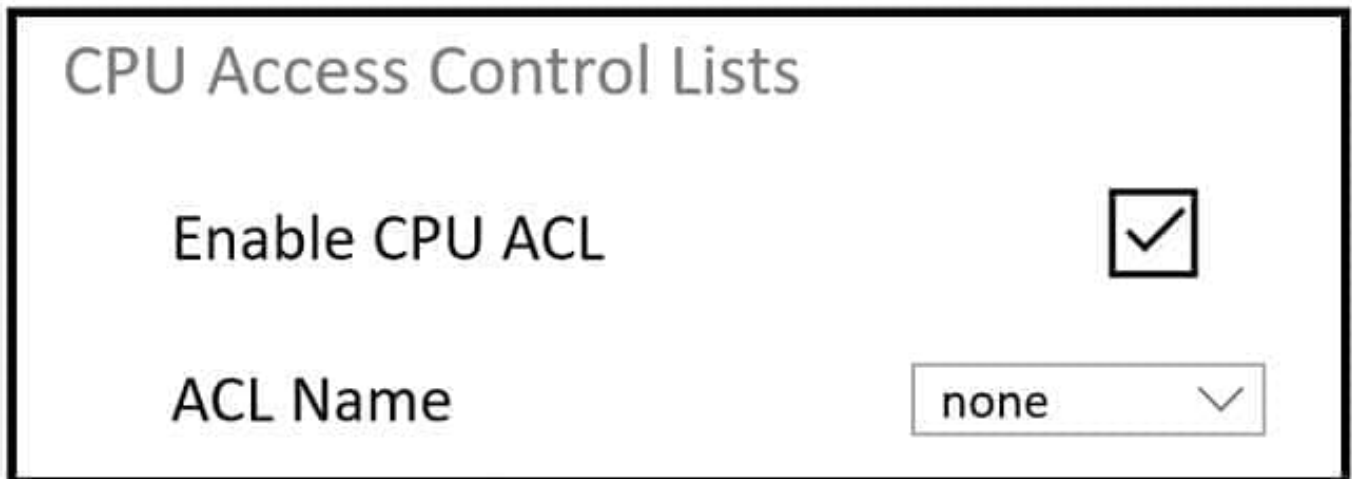 CPU Access Control Lists
Enable CPU ACL
ACL Name
none